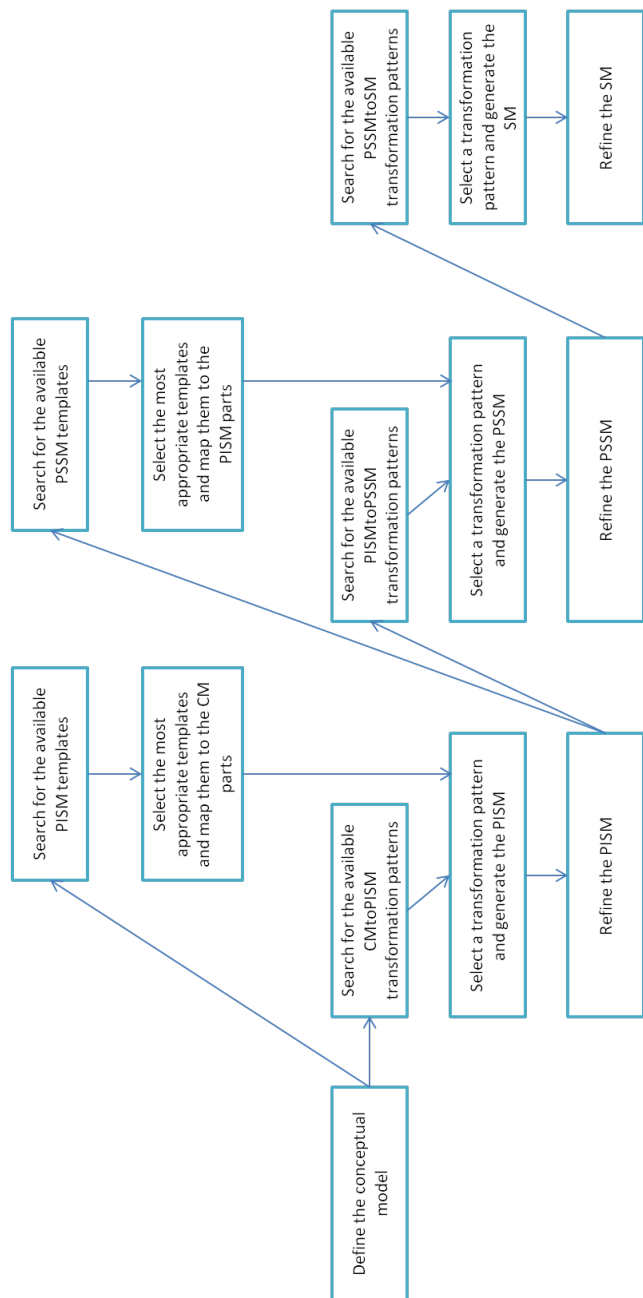 Define the conceptual
model
Search for the available
PISM templates
Select the most
appropriate templates
and map them to the CM
parts
Search for the available
CMtoPISM
transformation patterns
Select a transformation pattern
and generate the PISM
Refine the PISM
Search for the available
PSSM templates
Select the most
appropriate templates
and map them to the
PISM parts
Search for the available
PISMtoPSSM
transformation patterns
Select a transformation pattern
and generate the PSSM
Refine the PSSM
Search for the available
PSSMtoSM
transformation patterns
Select a transformation
pattern and generate the
SM
Refine the SM